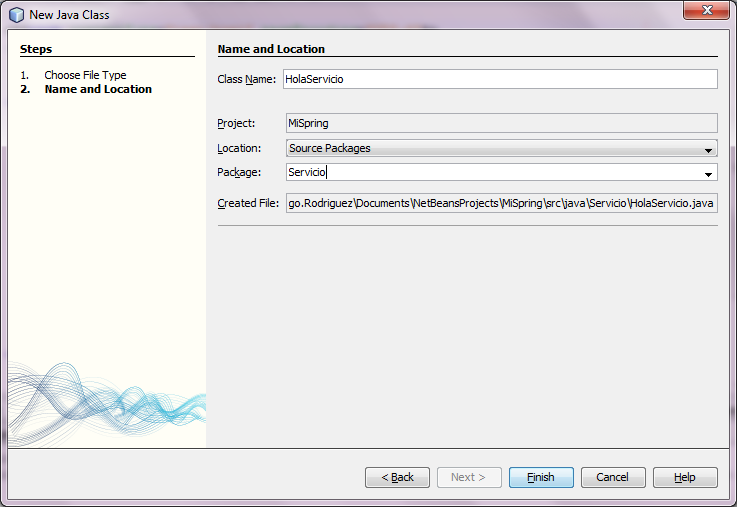 New Java Class
Steps
1. Choose File Type
2. Name and Location
Name and Location
Class Name: HolaServicio
Project: MiSpring
Location: Source Packages
Package: Servicio
Created File: go.Rodriguez\Documents\NetBeansProjects\MiSpring\src\java\Servicio\HolaServicio.java
< Back Next > Finish Cancel Help